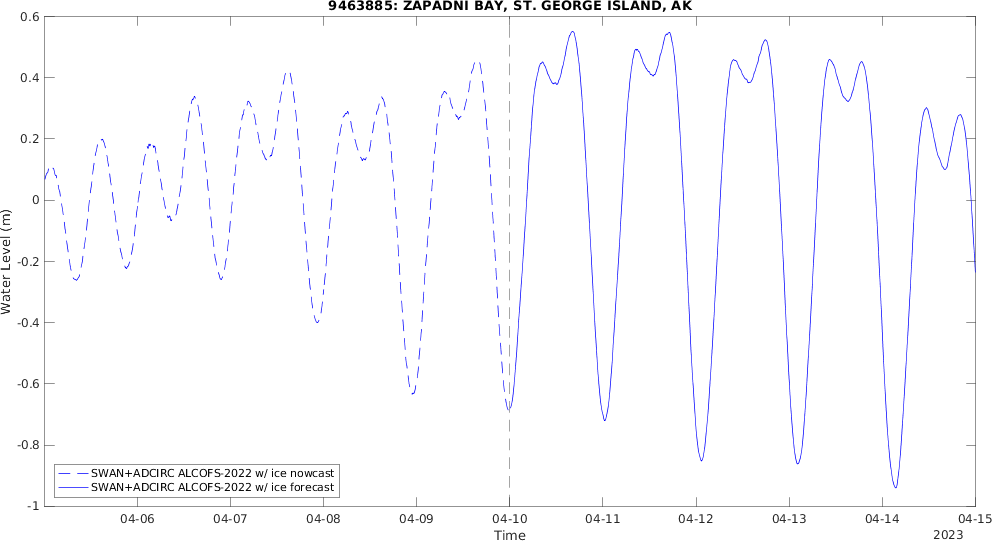 9463885: ZAPADNI BAY, ST. GEORGE ISLAND, AK
0.6
0.4
0.2
0
-0.2
-0.4
-0.6
-0.8
-1
Water Level (m)
SWAN+ADCIRC ALCOFS-2022 w/ ice nowcast
SWAN+ADCIRC ALCOFS-2022 w/ ice forecast
04-06 04-07 04-08 04-09 04-10 04-11 04-12 04-13 04-14 04-15
Time
2023